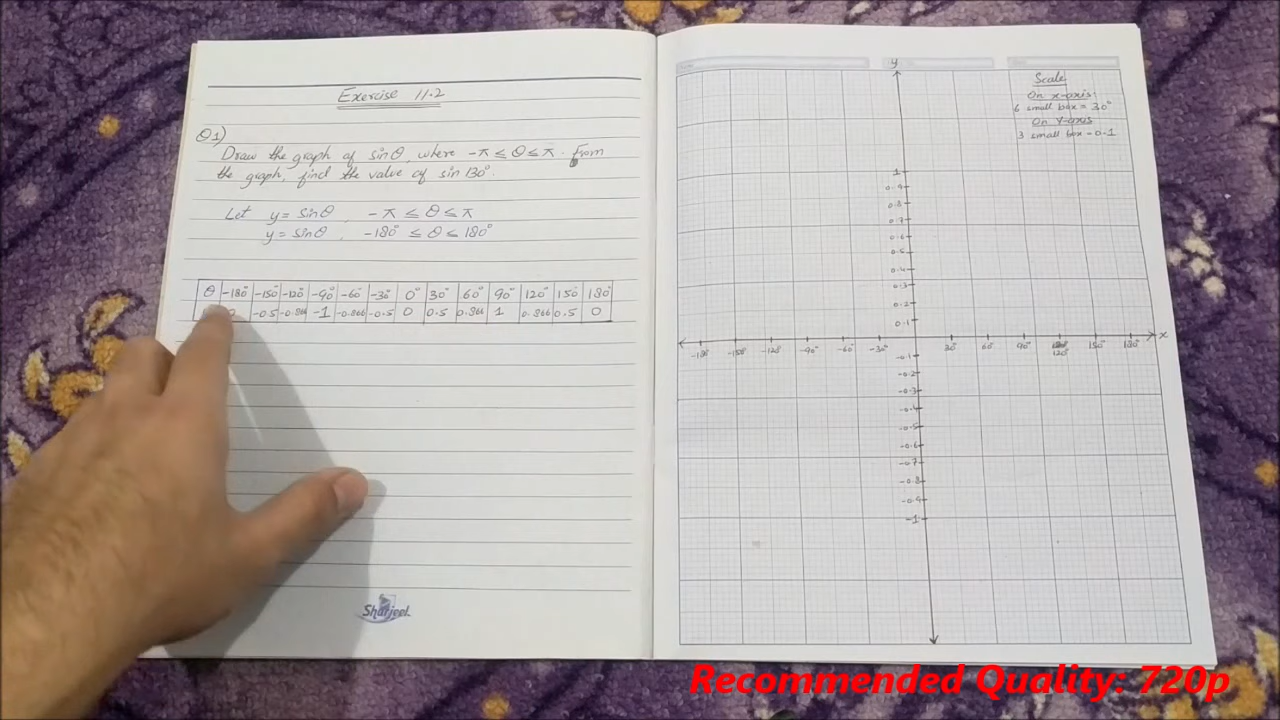 Exercise 11.2
Q1)
Draw the graph of sinθ, where -π ≤ θ ≤ π. From
the graph, find the value of sin 130°.
Let y = sinθ , -π ≤ θ ≤ π
y = sinθ , -180° ≤ θ ≤ 180°
θ -180° -150° -120° -90° -60° -30° 0° 30° 60° 90° 120° 150° 180°
0 -0.5 -0.866 -1 -0.866 -0.5 0 0.5 0.866 1 0.866 0.5 0
Sharjeel
y
Scale
On x-axis:
6 small box = 30°
On Y-axis
3 small box = 0.1
1
0.9
0.8
0.7
0.6
0.5
0.4
0.3
0.2
0.1
x
-180° -150° -120° -90° -60° -30° 30° 60° 90° 120° 150° 180°
-0.1
-0.2
-0.3
-0.4
-0.5
-0.6
-0.7
-0.8
-0.9
-1
Recommended Quality: 720p